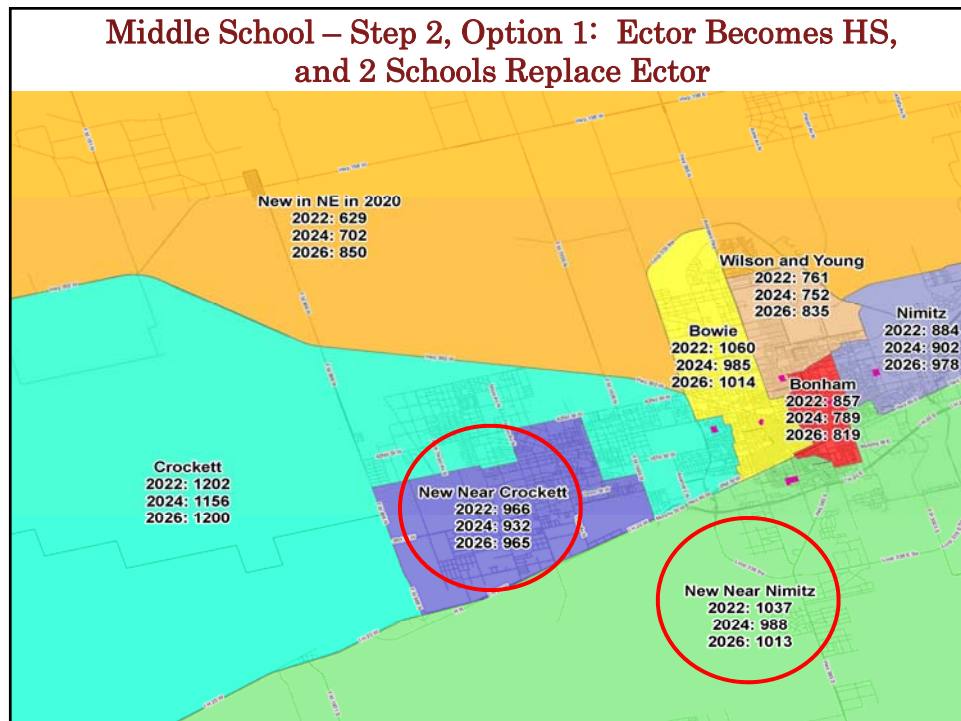 Middle School – Step 2, Option 1:  Ector Becomes HS,
and 2 Schools Replace Ector
New in NE in 2020
2022: 629
2024: 702
2026: 850
Wilson and Young
2022: 761
2024: 752
2026: 835
Nimitz
2022: 884
2024: 902
2026: 978
Bowie
2022: 1060
2024: 985
2026: 1014
Bonham
2022: 857
2024: 789
2026: 819
Crockett
2022: 1202
2024: 1156
2026: 1200
New Near Crockett
2022: 966
2024: 932
2026: 965
New Near Nimitz
2022: 1037
2024: 988
2026: 1013